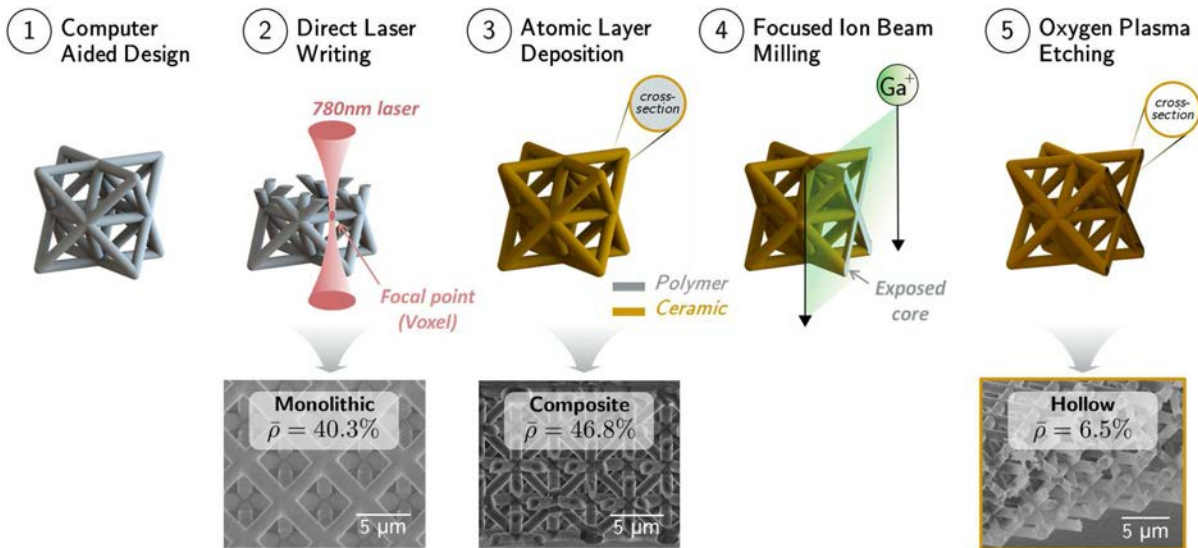 1 Computer
Aided Design
2 Direct Laser
Writing
780nm laser
Focal point
(Voxel)
3 Atomic Layer
Deposition
cross-
section
Polymer
Ceramic
4 Focused Ion Beam
Milling
Ga+
Exposed
core
5 Oxygen Plasma
Etching
cross-
section
Monolithic
ρ̄ = 40.3%
5 μm
Composite
ρ̄ = 46.8%
5 μm
Hollow
ρ̄ = 6.5%
5 μm